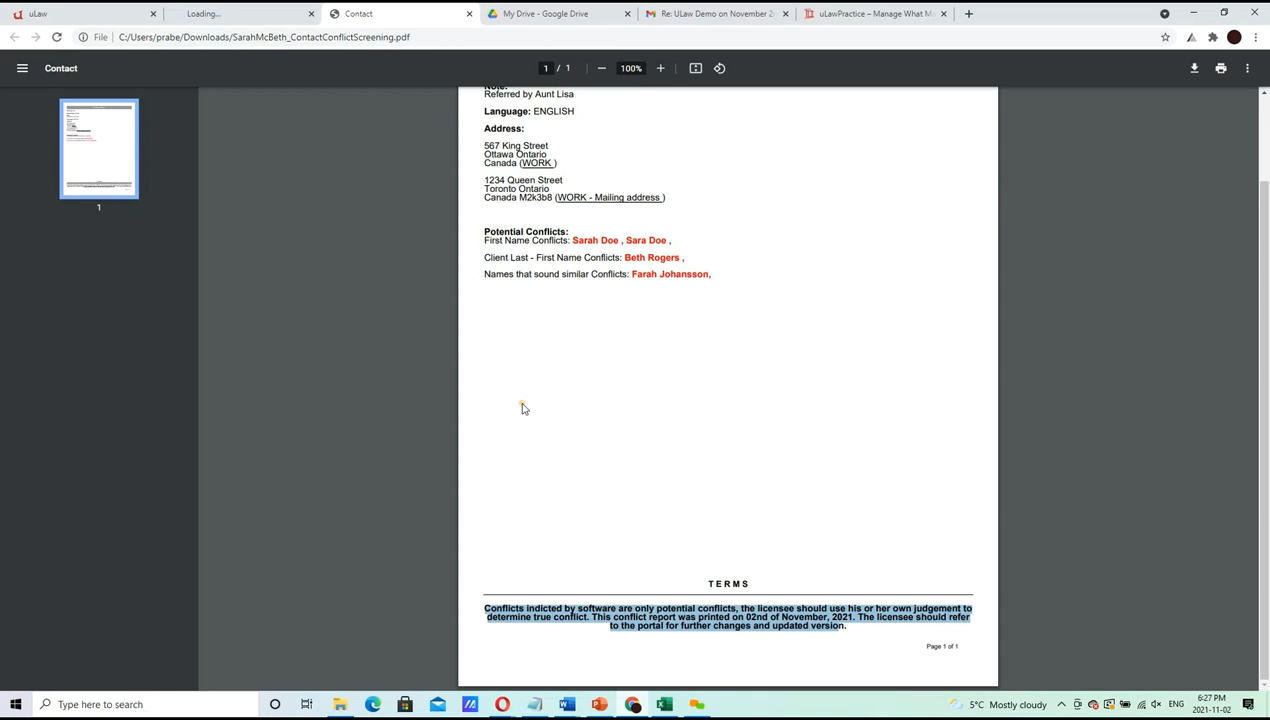 uLaw
Loading...
Contact
My Drive - Google Drive
Re: ULaw Demo on November 2
uLawPractice – Manage What M
File
C:/Users/prabe/Downloads/SarahMcBeth_ContactConflictScreening.pdf
Contact
1 / 1
100%
Note:
Referred by Aunt Lisa
Language: ENGLISH
Address:
567 King Street
Ottawa Ontario
Canada (WORK )
1234 Queen Street
Toronto Ontario
Canada M2k3b8 (WORK - Mailing address )
1
Potential Conflicts:
First Name Conflicts: Sarah Doe , Sara Doe ,
Client Last - First Name Conflicts: Beth Rogers ,
Names that sound similar Conflicts: Farah Johansson,
TERMS
Conflicts indicted by software are only potential conflicts, the licensee should use his or her own judgement to
determine true conflict. This conflict report was printed on 02nd of November, 2021. The licensee should refer
to the portal for further changes and updated version.
Page 1 of 1
Type here to search
5°C Mostly cloudy
ENG
6:27 PM
2021-11-02